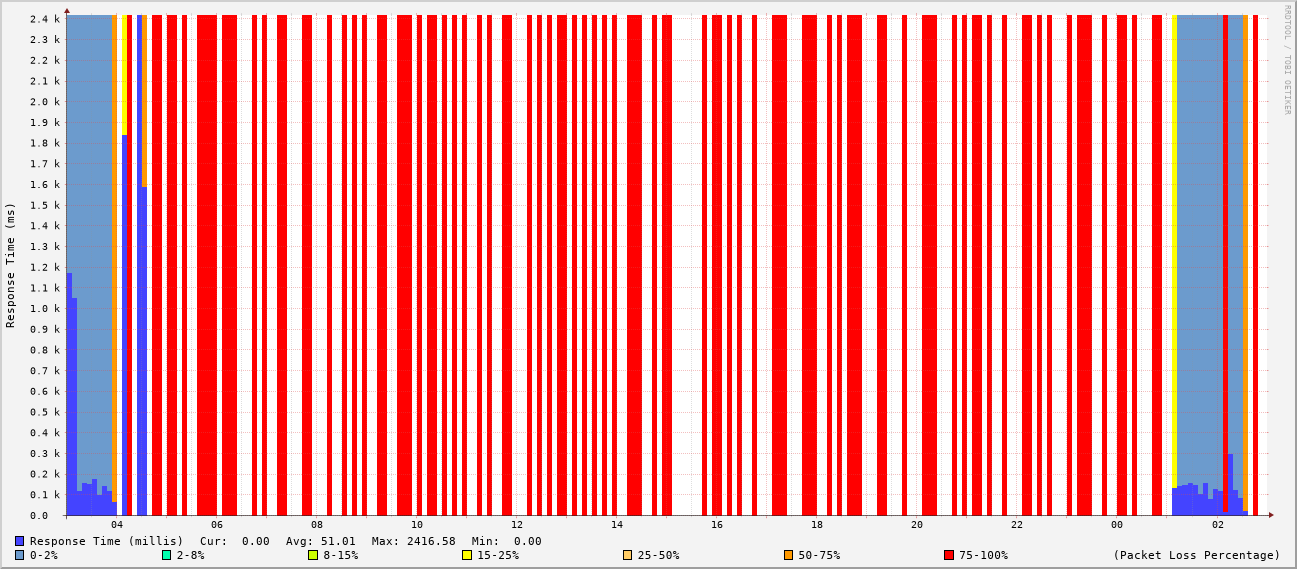 RRDTOOL / TOBI OETIKER
Response Time (ms)
2.4 k
2.3 k
2.2 k
2.1 k
2.0 k
1.9 k
1.8 k
1.7 k
1.6 k
1.5 k
1.4 k
1.3 k
1.2 k
1.1 k
1.0 k
0.9 k
0.8 k
0.7 k
0.6 k
0.5 k
0.4 k
0.3 k
0.2 k
0.1 k
0.0
04 06 08 10 12 14 16 18 20 22 00 02
Response Time (millis) Cur: 0.00 Avg: 51.01 Max: 2416.58 Min: 0.00
0-2% 2-8% 8-15% 15-25% 25-50% 50-75% 75-100% (Packet Loss Percentage)